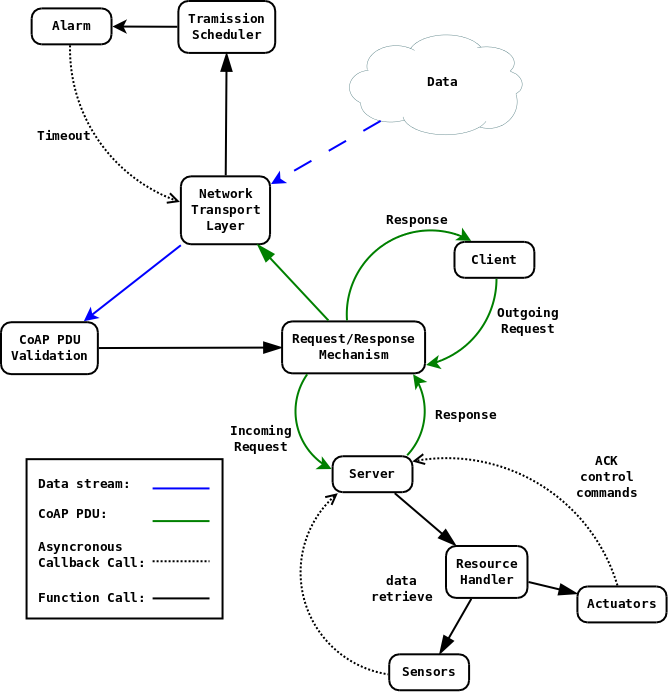 Alarm
Tramission
Scheduler
Data
Timeout
Network
Transport
Layer
Response
Client
Outgoing
Request
CoAP PDU
Validation
Request/Response
Mechanism
Incoming
Request
Response
Server
ACK
control
commands
Data stream:
CoAP PDU:
Asyncronous
Callback Call:
Function Call:
data
retrieve
Resource
Handler
Actuators
Sensors